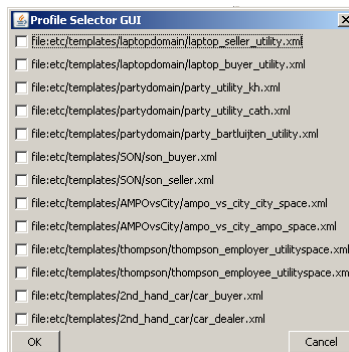 Profile Selector GUI
file:etc/templates/laptopdomain/laptop_seller_utility.xml
file:etc/templates/laptopdomain/laptop_buyer_utility.xml
file:etc/templates/partydomain/party_utility_kh.xml
file:etc/templates/partydomain/party_utility_cath.xml
file:etc/templates/partydomain/party_bartluijten_utility.xml
file:etc/templates/SON/son_buyer.xml
file:etc/templates/SON/son_seller.xml
file:etc/templates/AMPOvsCity/ampo_vs_city_city_space.xml
file:etc/templates/AMPOvsCity/ampo_vs_city_ampo_space.xml
file:etc/templates/thompson/thompson_employer_utilityspace.xm
file:etc/templates/thompson/thompson_employee_utilityspace.xm
file:etc/templates/2nd_hand_car/car_buyer.xml
file:etc/templates/2nd_hand_car/car_dealer.xml
OK Cancel